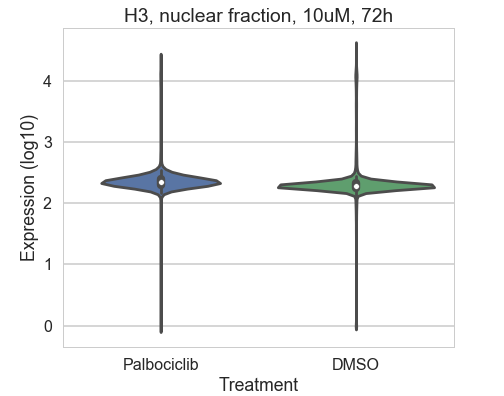 H3, nuclear fraction, 10uM, 72h
Expression (log10)
4
3
2
1
0
Palbociclib
DMSO
Treatment